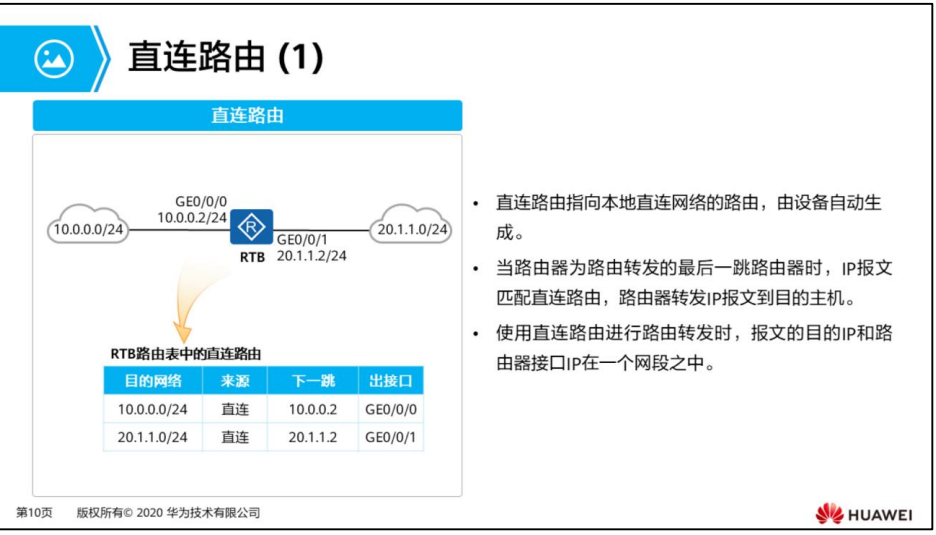 直连路由 (1)
直连路由
GE0/0/0
10.0.0.2/24
10.0.0.0/24
20.1.1.0/24
GE0/0/1
RTB 20.1.1.2/24
RTB路由表中的直连路由
目的网络 来源 下一跳 出接口
10.0.0.0/24 直连 10.0.0.2 GE0/0/0
20.1.1.0/24 直连 20.1.1.2 GE0/0/1
• 直连路由指向本地直连网络的路由，由设备自动生
成。
• 当路由器为路由转发的最后一跳路由器时，IP报文
匹配直连路由，路由器转发IP报文到目的主机。
• 使用直连路由进行路由转发时，报文的目的IP和路
由器接口IP在一个网段之中。
第10页 版权所有© 2020 华为技术有限公司
HUAWEI